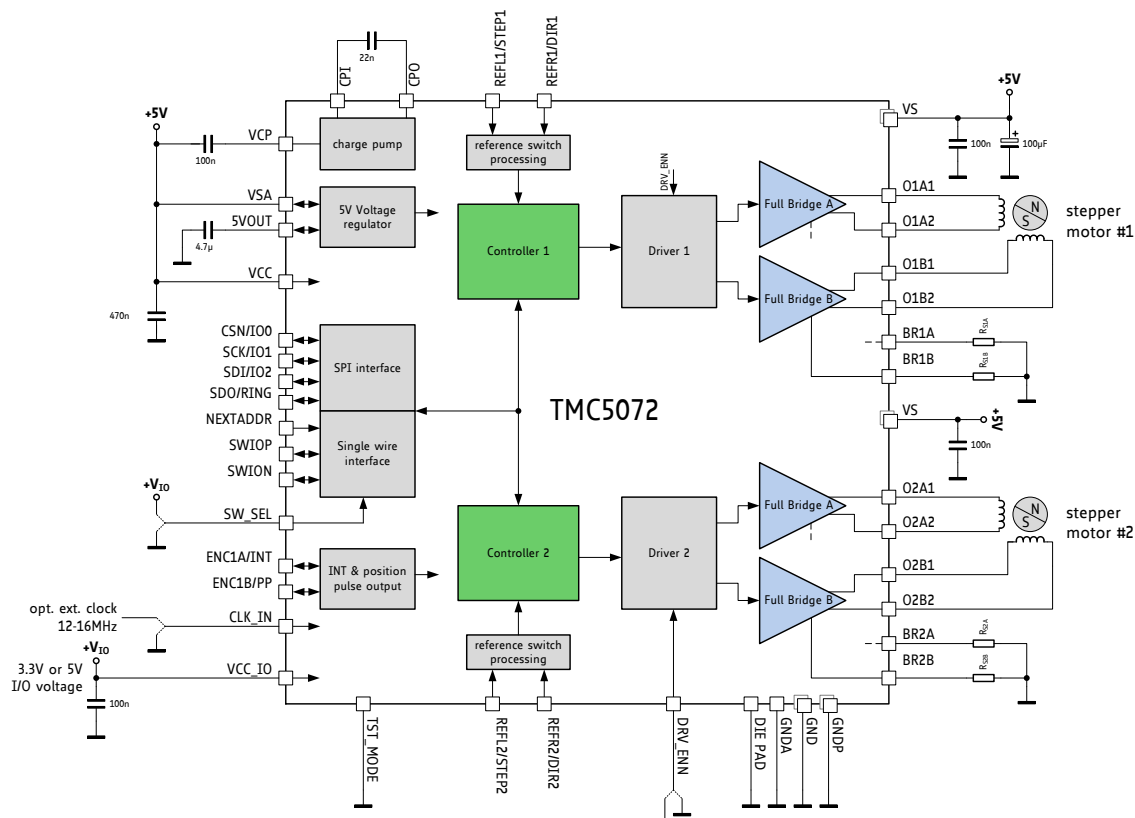 CPI
22n
CPO
REFL1/STEP1
REFR1/DIR1
+5V
VCP
100n
charge pump
reference switch
processing
VS
+5V
100n
+
100µF
VSA
5VOUT
4.7µ
5V Voltage
regulator
Controller 1
DRV_ENN
Driver 1
Full Bridge A
Full Bridge B
O1A1
O1A2
O1B1
O1B2
N
S
stepper
motor #1
VCC
470n
BR1A
RS1A
BR1B
RS1B
CSN/IO0
SCK/IO1
SDI/IO2
SDO/RING
SPI interface
NEXTADDR
SWIOP
SWION
Single wire
interface
TMC5072
VS
+5V
100n
+VIO
SW_SEL
ENC1A/INT
ENC1B/PP
INT & position
pulse output
Controller 2
Driver 2
Full Bridge A
Full Bridge B
O2A1
O2A2
O2B1
O2B2
N
S
stepper
motor #2
opt. ext. clock
12-16MHz
CLK_IN
+VIO
3.3V or 5V
I/O voltage
VCC_IO
100n
reference switch
processing
BR2A
RS2A
BR2B
RS2B
TST_MODE
REFL2/STEP2
REFR2/DIR2
DRV_ENN
DIE PAD
GNDA
GND
GNDP